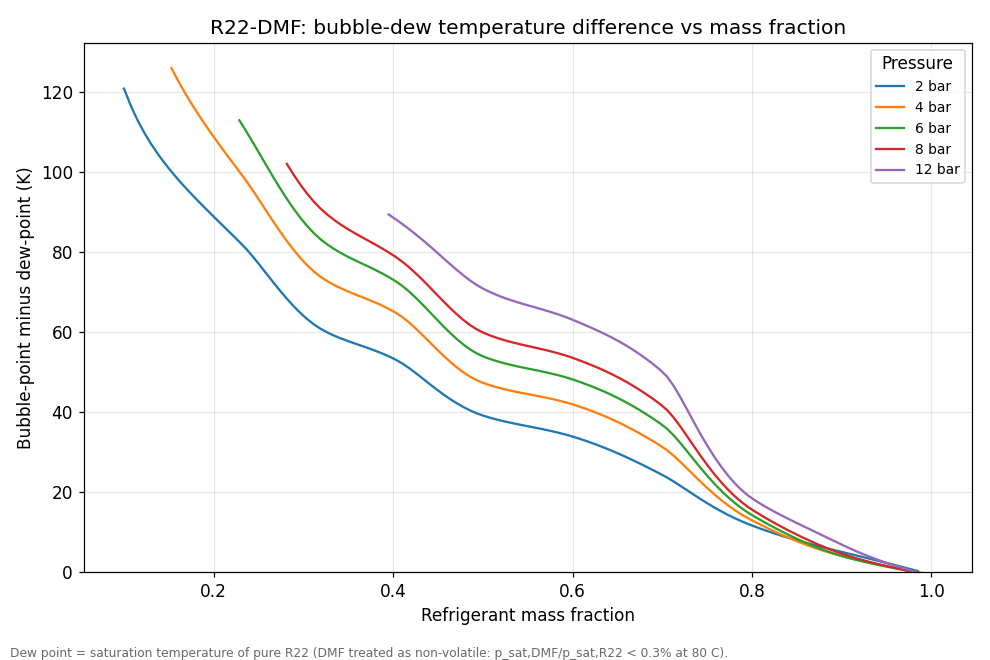 R22-DMF: bubble-dew temperature difference vs mass fraction
Bubble-point minus dew-point (K)
120
100
80
60
40
20
0
Pressure
2 bar
4 bar
6 bar
8 bar
12 bar
0.2
0.4
0.6
0.8
1.0
Refrigerant mass fraction
Dew point = saturation temperature of pure R22 (DMF treated as non-volatile: p_sat,DMF/p_sat,R22 < 0.3% at 80 C).